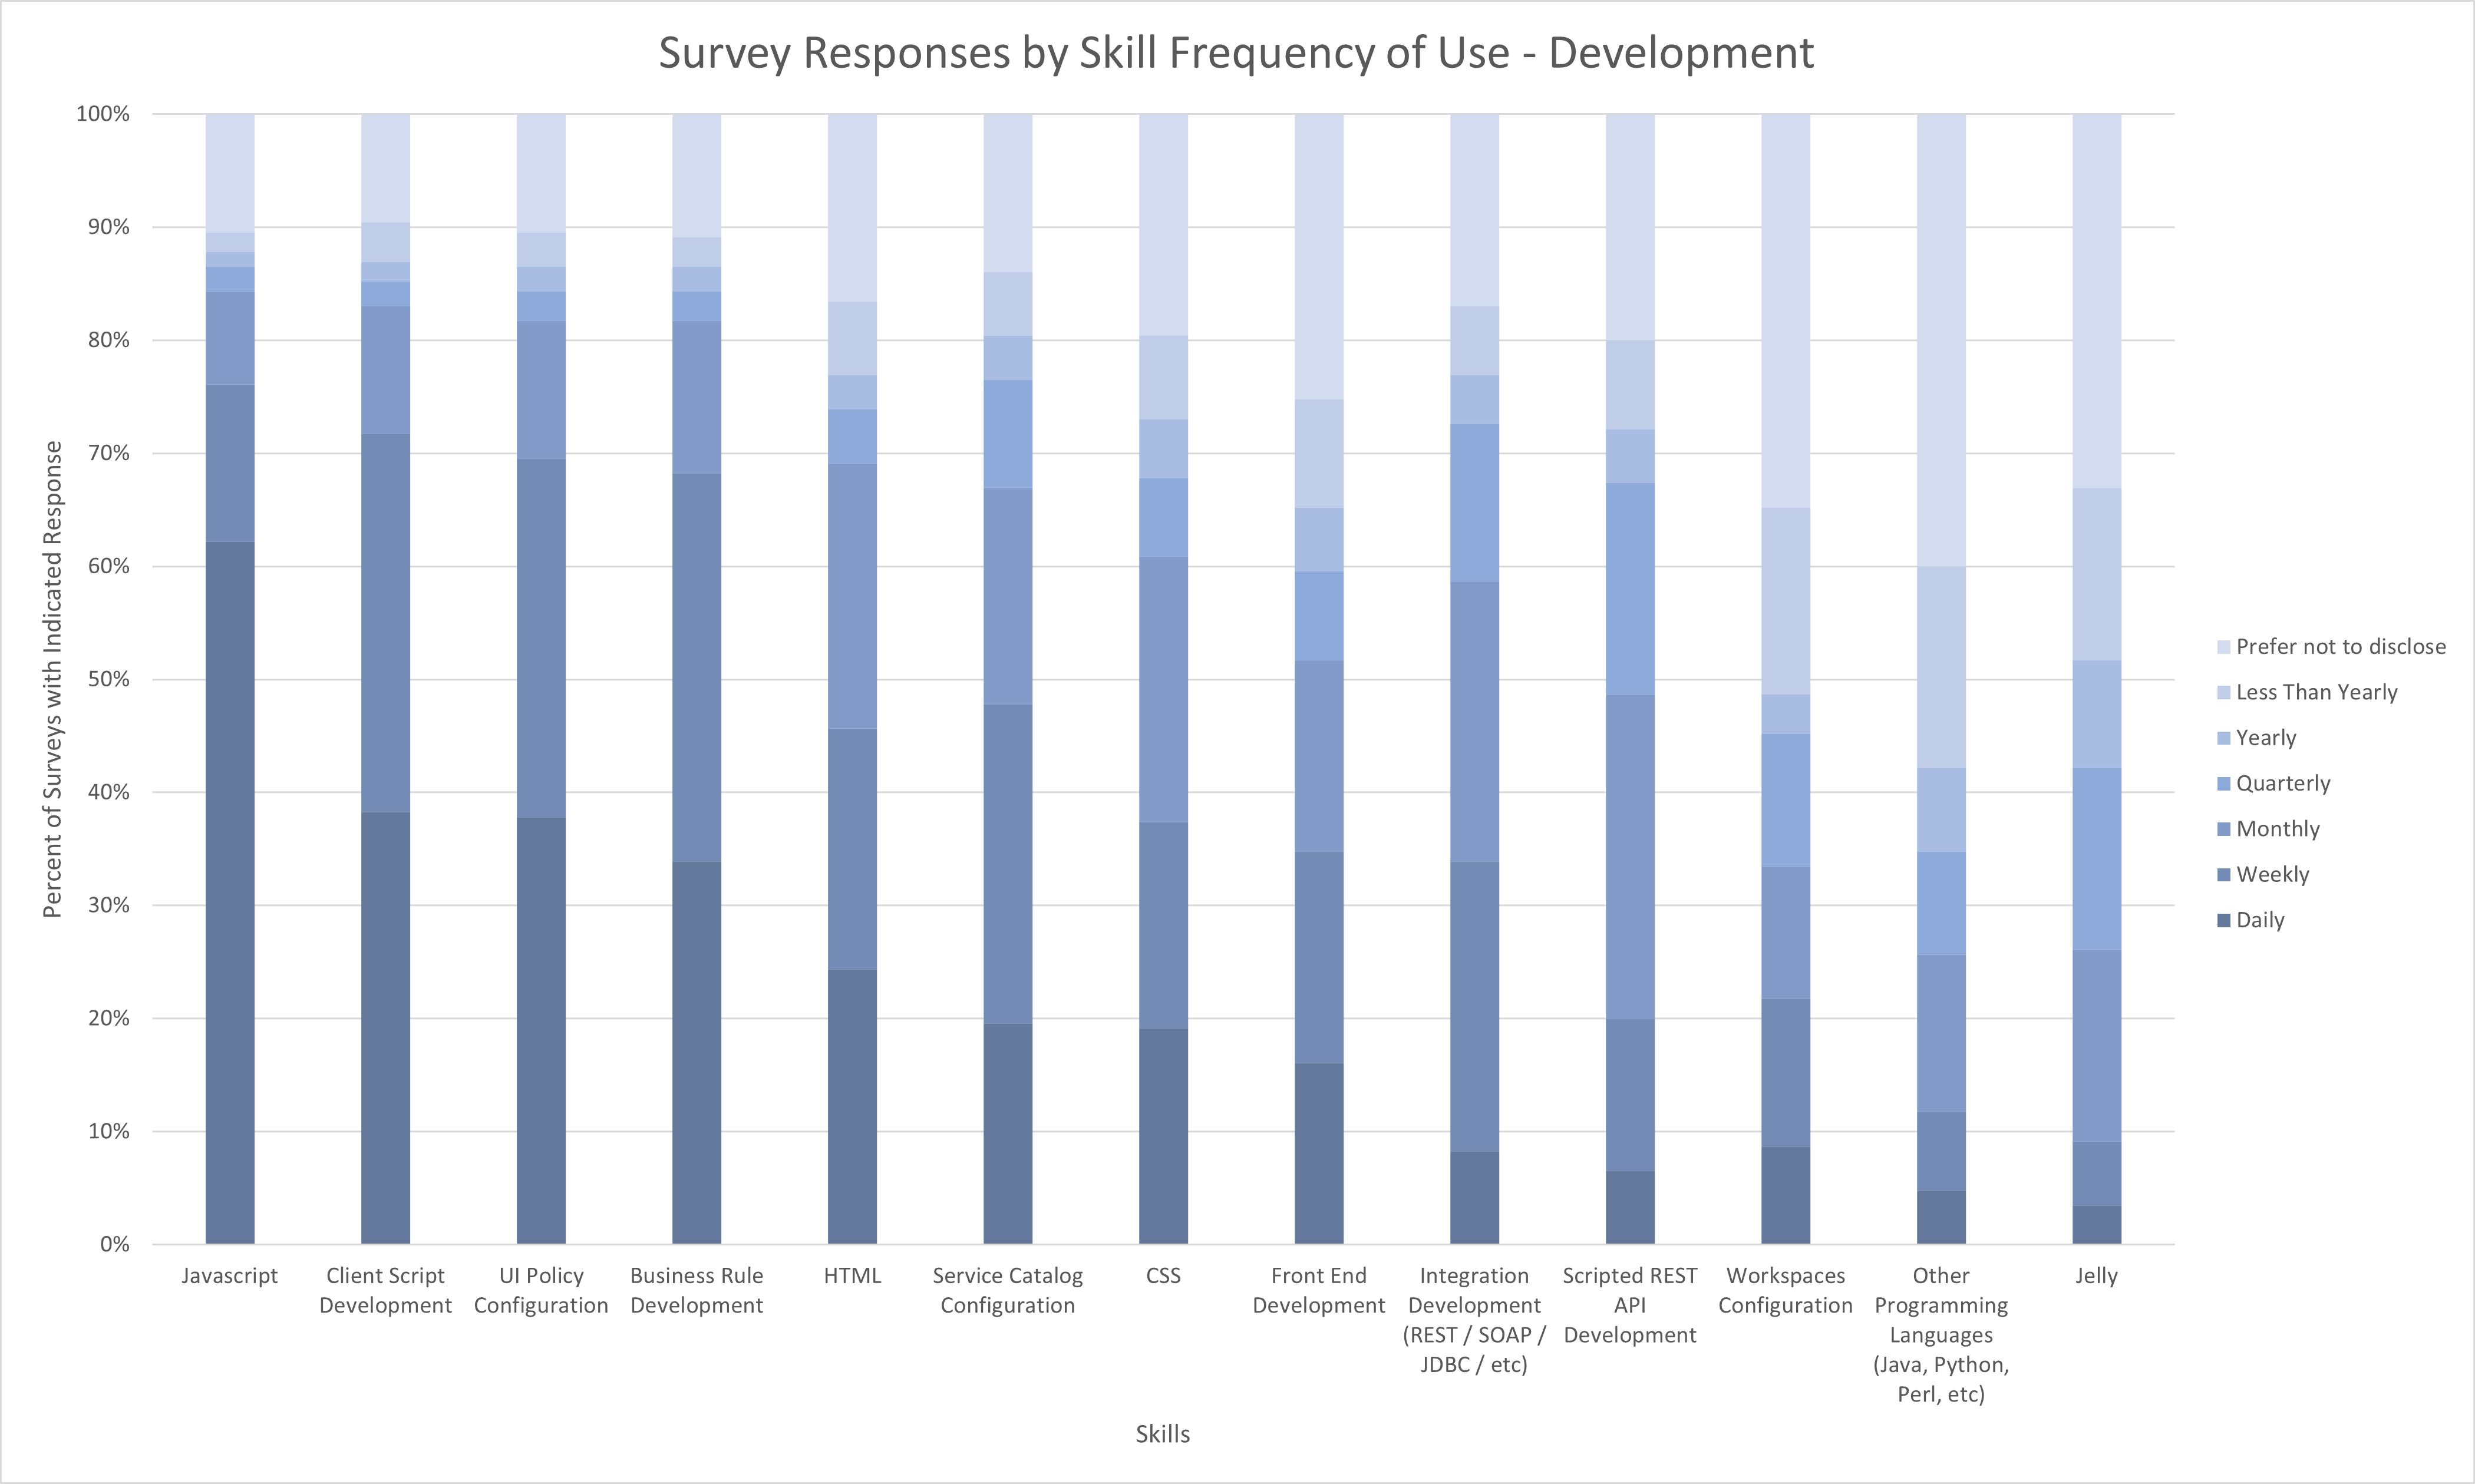 Survey Responses by Skill Frequency of Use - Development
Percent of Surveys with Indicated Response
100%
90%
80%
70%
60%
50%
40%
30%
20%
10%
0%
Javascript
Client Script
Development
UI Policy
Configuration
Business Rule
Development
HTML
Service Catalog
Configuration
CSS
Front End
Development
Integration
Development
(REST / SOAP /
JDBC / etc)
Scripted REST
API
Development
Workspaces
Configuration
Other
Programming
Languages
(Java, Python,
Perl, etc)
Jelly
Skills
Prefer not to disclose
Less Than Yearly
Yearly
Quarterly
Monthly
Weekly
Daily